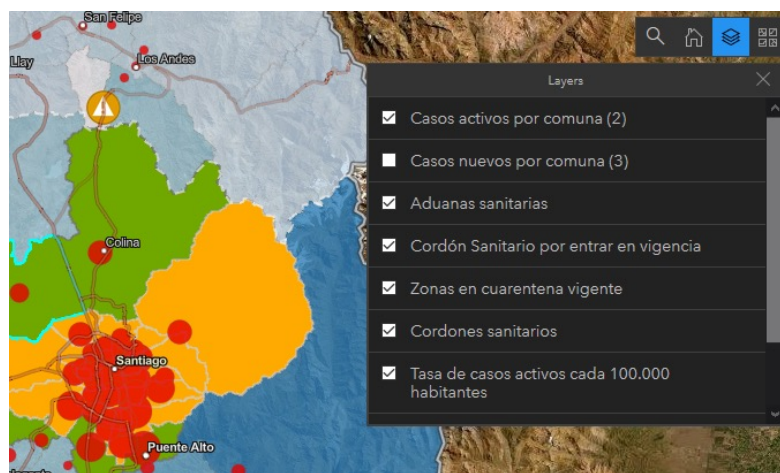 San Felipe
Llay
Los Andes
Colina
Santiago
Puente Alto
Layers
Casos activos por comuna (2)
Casos nuevos por comuna (3)
Aduanas sanitarias
Cordón Sanitario por entrar en vigencia
Zonas en cuarentena vigente
Cordones sanitarios
Tasa de casos activos cada 100.000
habitantes